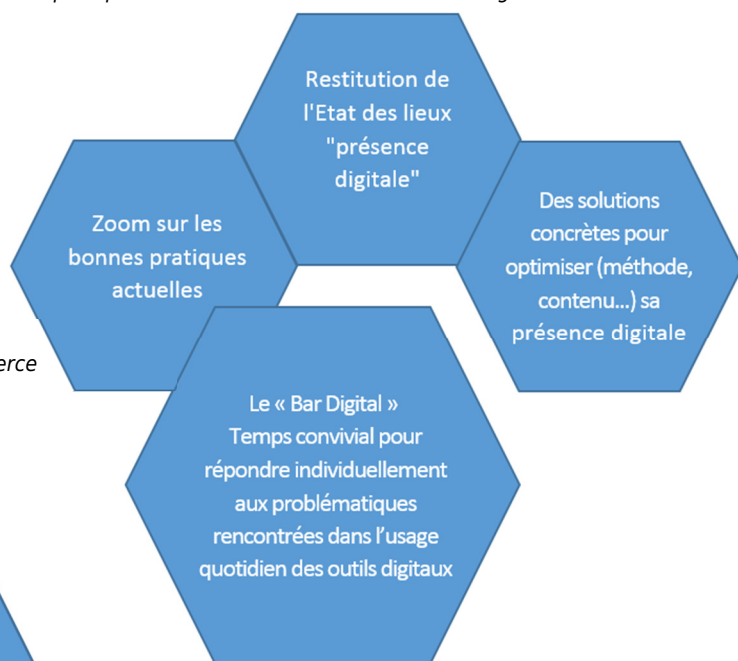 Restitution de
l'Etat des lieux
"présence
digitale"
Zoom sur les
bonnes pratiques
actuelles
Des solutions
concrètes pour
optimiser (méthode,
contenu...) sa
présence digitale
erce
Le « Bar Digital »
Temps convivial pour
répondre individuellement
aux problématiques
rencontrées dans l'usage
quotidien des outils digitaux